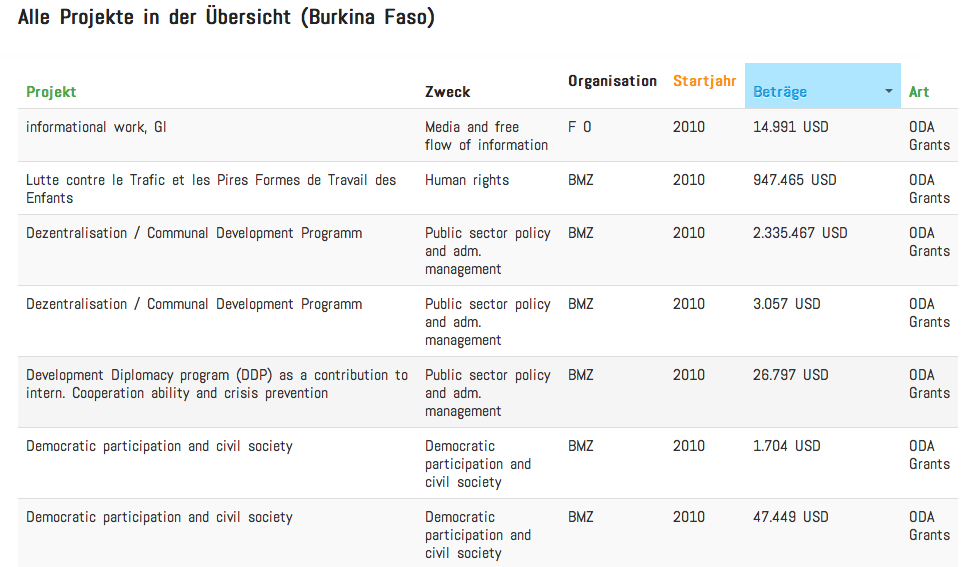 Alle Projekte in der Übersicht (Burkina Faso)
Projekt Zweck Organisation Startjahr Beträge Art
informational work, GI Media and free F O 2010 14.991 USD ODA
flow of information Grants
Lutte contre le Trafic et les Pires Formes de Travail des Human rights BMZ 2010 947.465 USD ODA
Enfants Grants
Dezentralisation / Communal Development Programm Public sector policy BMZ 2010 2.335.467 USD ODA
and adm. Grants
management
Dezentralisation / Communal Development Programm Public sector policy BMZ 2010 3.057 USD ODA
and adm. Grants
management
Development Diplomacy program (DDP) as a contribution to Public sector policy BMZ 2010 26.797 USD ODA
intern. Cooperation ability and crisis prevention and adm. Grants
management
Democratic participation and civil society Democratic BMZ 2010 1.704 USD ODA
participation and Grants
civil society
Democratic participation and civil society Democratic BMZ 2010 47.449 USD ODA
participation and Grants
civil society